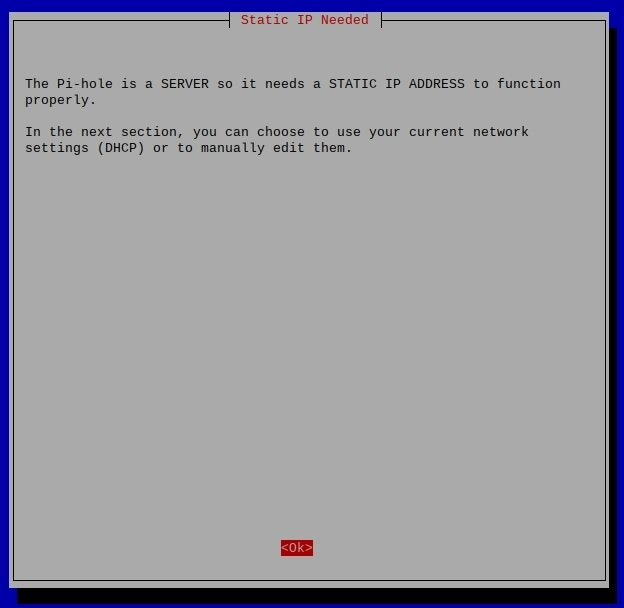 Static IP Needed
The Pi-hole is a SERVER so it needs a STATIC IP ADDRESS to function
properly.
In the next section, you can choose to use your current network
settings (DHCP) or to manually edit them.
<Ok>